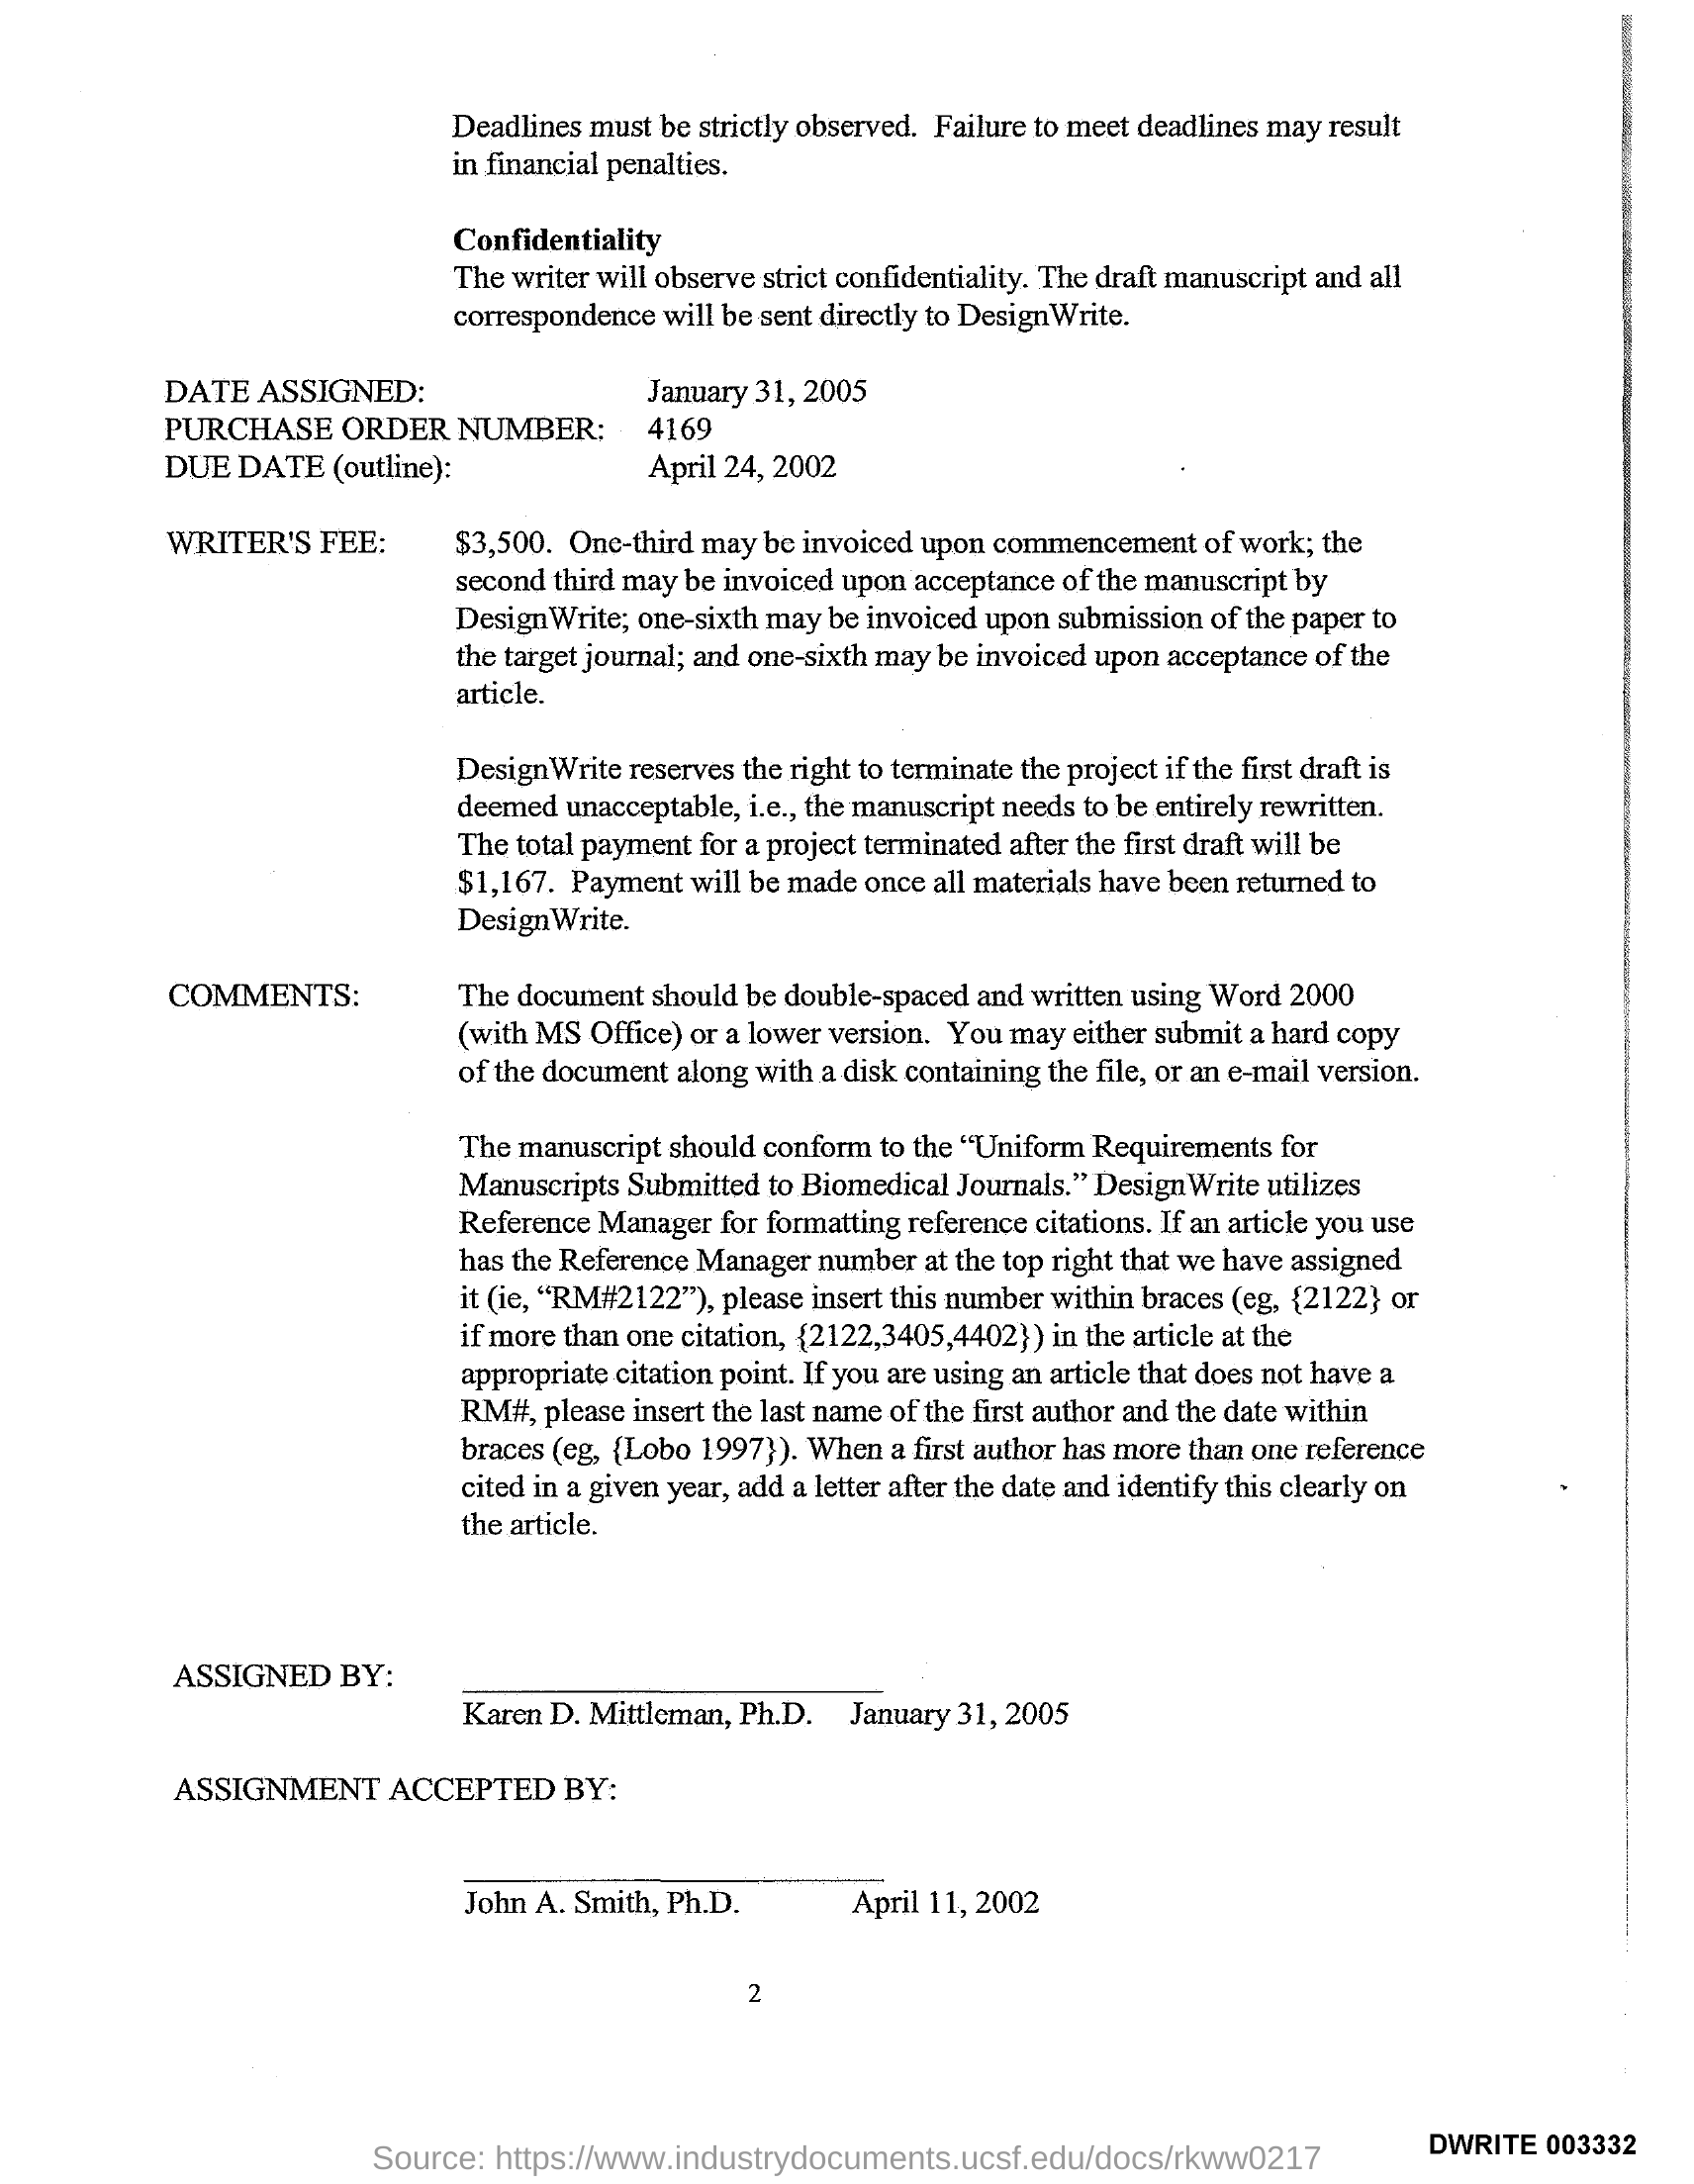 Deadlines must be strictly observed. Failure to meet deadlines may result
in financial penalties.
Confidentiality
The writer will observe strict confidentiality. The draft manuscript and all
correspondence will be sent directly to DesignWrite.
DATE ASSIGNED: January 31, 2005
PURCHASE ORDER NUMBER: 4169
DUE DATE (outline): April 24, 2002
WRITER'S FEE: $3,500. One-third may be invoiced upon commencement of work; the
second third may be invoiced upon acceptance of the manuscript by
DesignWrite; one-sixth may be invoiced upon submission of the paper to
the target journal; and one-sixth may be invoiced upon acceptance of the
article.
DesignWrite reserves the right to terminate the project if the first draft is
deemed unacceptable, i.e., the manuscript needs to be entirely rewritten.
The total payment for a project terminated after the first draft will be
$1,167. Payment will be made once all materials have been returned to
DesignWrite.
COMMENTS: The document should be double-spaced and written using Word 2000
(with MS Office) or a lower version. You may either submit a hard copy
of the document along with a disk containing the file, or an e-mail version.
The manuscript should conform to the “Uniform Requirements for
Manuscripts Submitted to Biomedical Journals.” DesignWrite utilizes
Reference Manager for formatting reference citations. If an article you use
has the Reference Manager number at the top right that we have assigned
it (ie, “RM#2122”), please insert this number within braces (eg, {2122} or
if more than one citation, {2122,3405,4402}) in the article at the
appropriate citation point. If you are using an article that does not have a
RM#, please insert the last name of the first author and the date within
braces (eg, {Lobo 1997}). When a first author has more than one reference
cited in a given year, add a letter after the date and identify this clearly on
the article.
ASSIGNED BY:
Karen D. Mittleman, Ph.D. January 31, 2005
ASSIGNMENT ACCEPTED BY:
John A. Smith, Ph.D. April 11, 2002
2
DWRITE 003332
Source: https://www.industrydocuments.ucsf.edu/docs/rkww0217